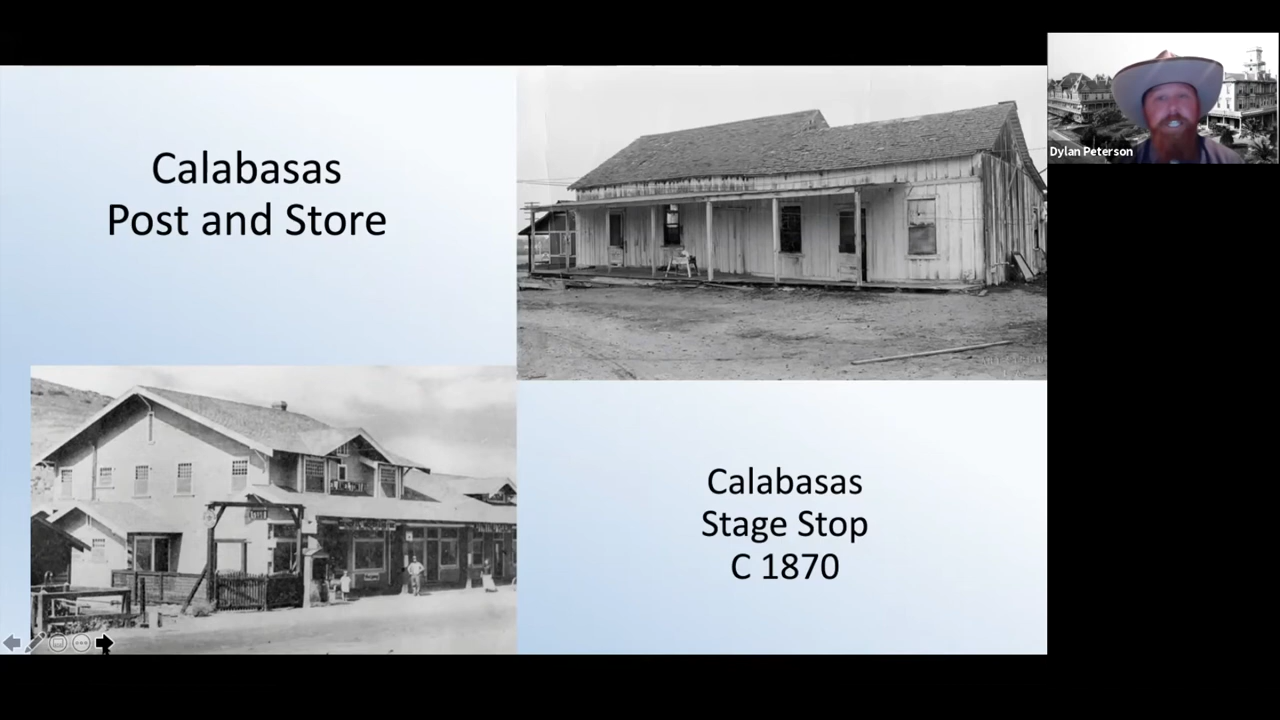 Calabasas
Post and Store
Dylan Peterson
Calabasas
Stage Stop
C 1870